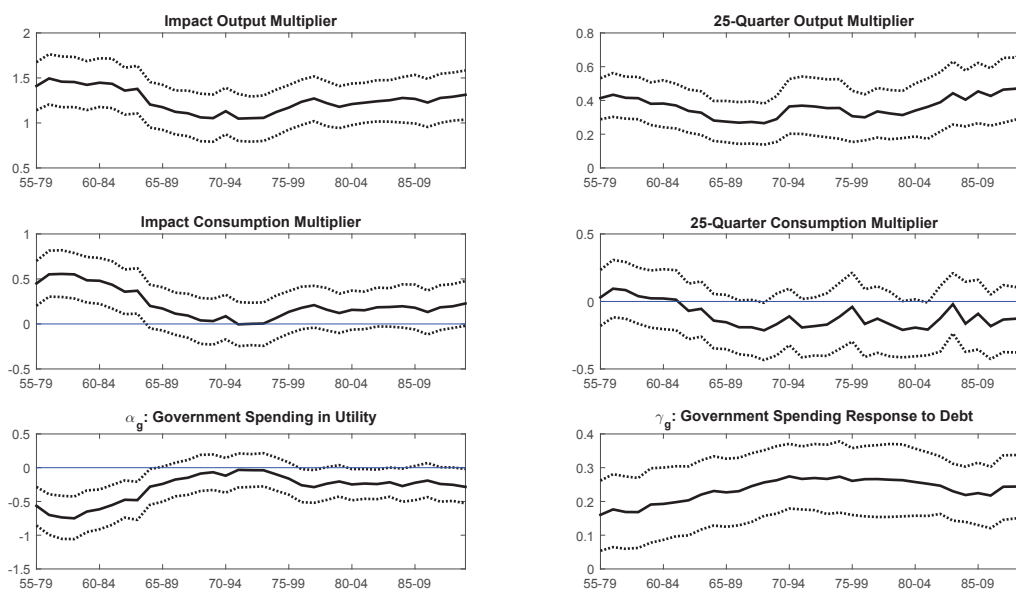 Impact Output Multiplier
2
1.5
1
0.5
55-79 60-84 65-89 70-94 75-99 80-04 85-09
25-Quarter Output Multiplier
0.8
0.6
0.4
0.2
0
55-79 60-84 65-89 70-94 75-99 80-04 85-09
Impact Consumption Multiplier
1
0.5
0
-0.5
55-79 60-84 65-89 70-94 75-99 80-04 85-09
25-Quarter Consumption Multiplier
0.5
0
-0.5
55-79 60-84 65-89 70-94 75-99 80-04 85-09
α_g: Government Spending in Utility
0.5
0
-0.5
-1
-1.5
55-79 60-84 65-89 70-94 75-99 80-04 85-09
γ_g: Government Spending Response to Debt
0.4
0.3
0.2
0.1
0
55-79 60-84 65-89 70-94 75-99 80-04 85-09